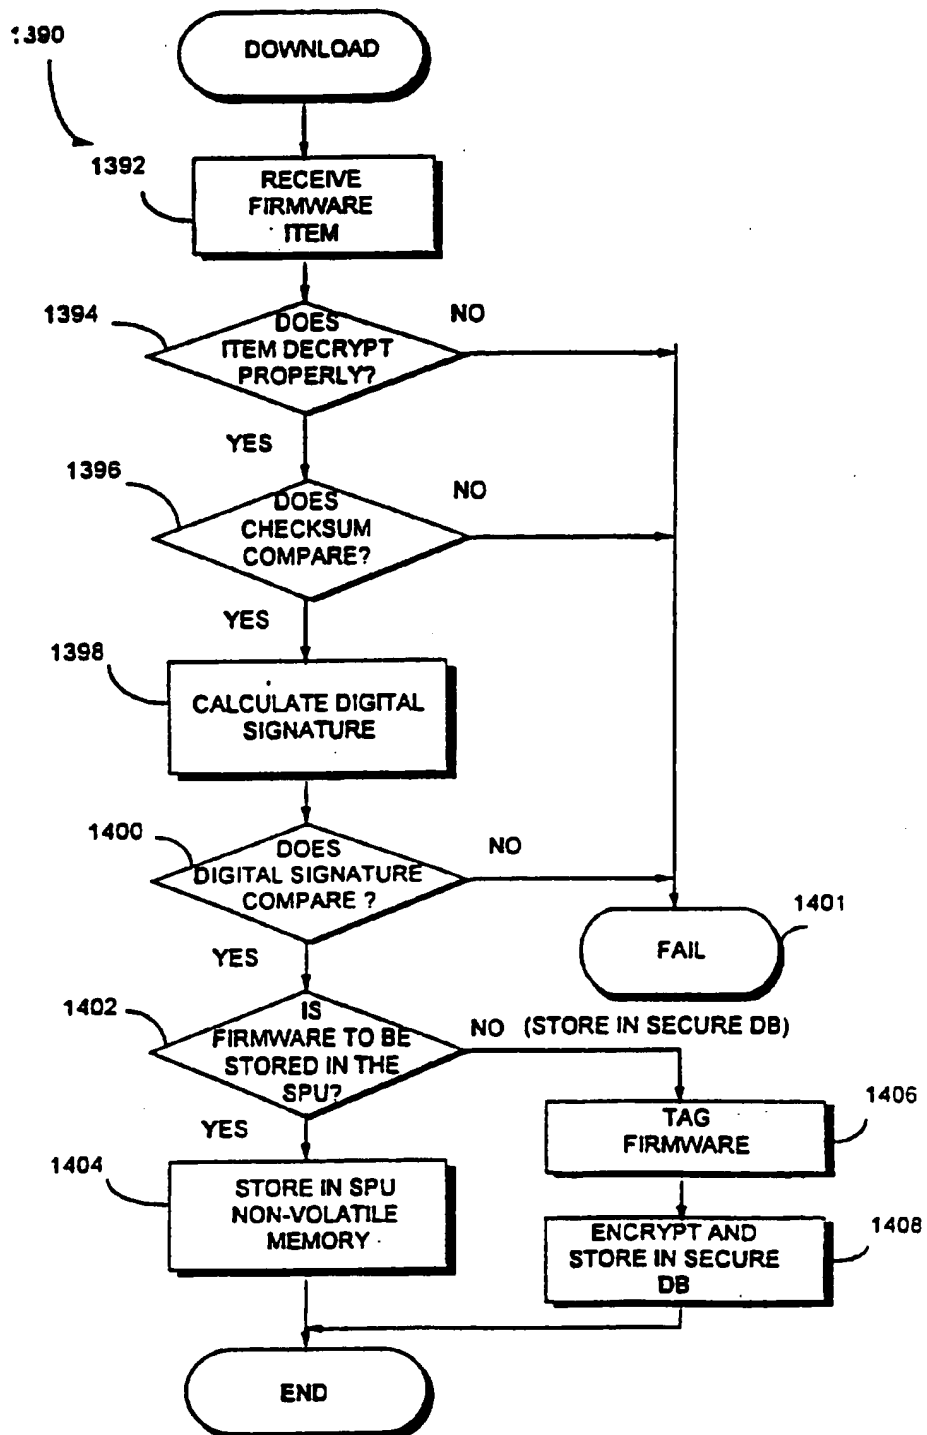 1390
DOWNLOAD
1392
RECEIVE
FIRMWARE
ITEM
1394
DOES
ITEM DECRYPT
PROPERLY?
NO
YES
1396
DOES
CHECKSUM
COMPARE?
NO
YES
1398
CALCULATE DIGITAL
SIGNATURE
1400
DOES
DIGITAL SIGNATURE
COMPARE ?
NO
1401
FAIL
YES
1402
IS
FIRMWARE TO BE
STORED IN THE
SPU?
NO (STORE IN SECURE DB)
1406
TAG
FIRMWARE
YES
1404
STORE IN SPU
NON-VOLATILE
MEMORY
1408
ENCRYPT AND
STORE IN SECURE
DB
END